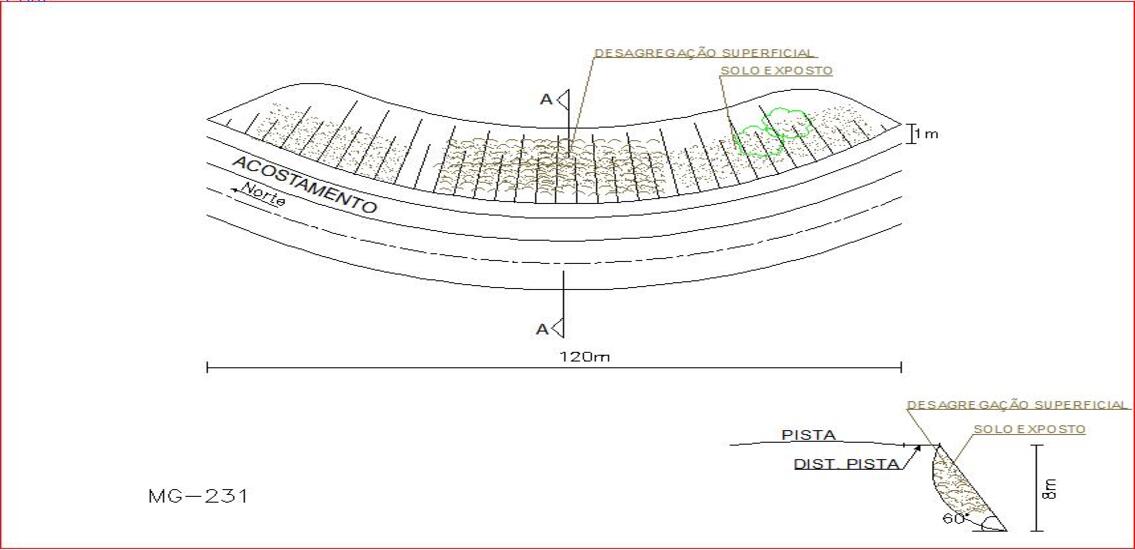 DESAGREGAÇÃO SUPERFICIAL
SOLO EXPOSTO
A
1m
ACOSTAMENTO
Norte
A
120m
DESAGREGAÇÃO SUPERFICIAL
SOLO EXPOSTO
PISTA
DIST. PISTA
8m
60°
MG-231